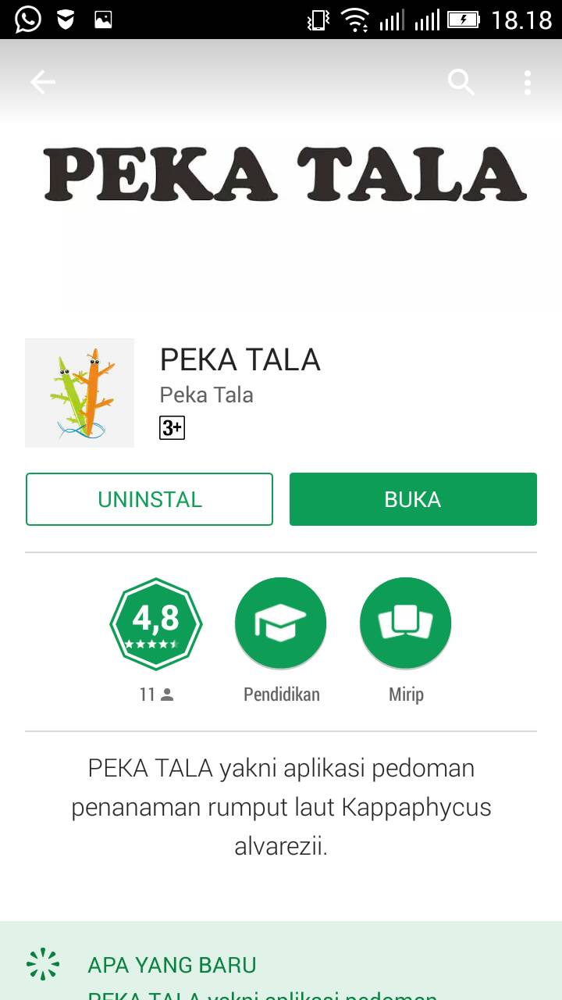 18.18
PEKA TALA
PEKA TALA
Peka Tala
3+
UNINSTAL
BUKA
4,8
11
Pendidikan
Mirip
PEKA TALA yakni aplikasi pedoman
penanaman rumput laut Kappaphycus
alvarezii.
APA YANG BARU
PEKA TALA yakni aplikasi pedoman